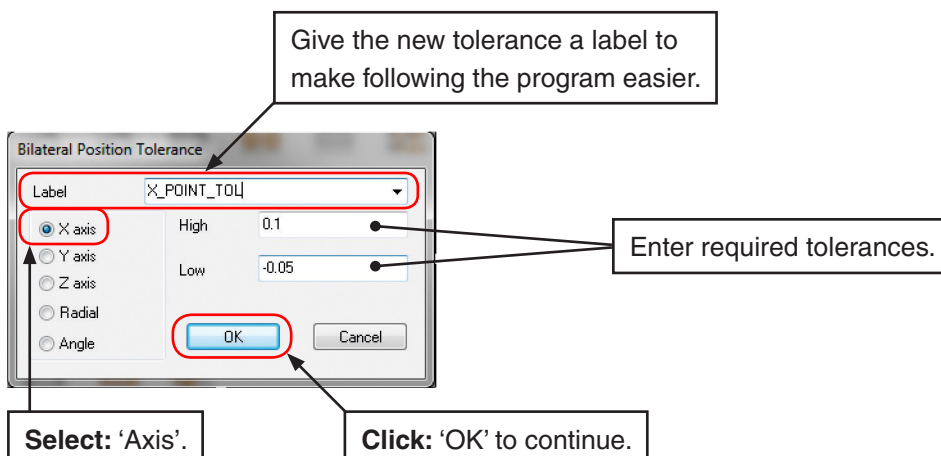 Give the new tolerance a label to
make following the program easier.
Bilateral Position Tolerance
Label X_POINT_TOL
X axis High 0.1
Y axis
Low -0.05
Z axis
Radial
Angle OK Cancel
Enter required tolerances.
Select: ‘Axis’.
Click: ‘OK’ to continue.